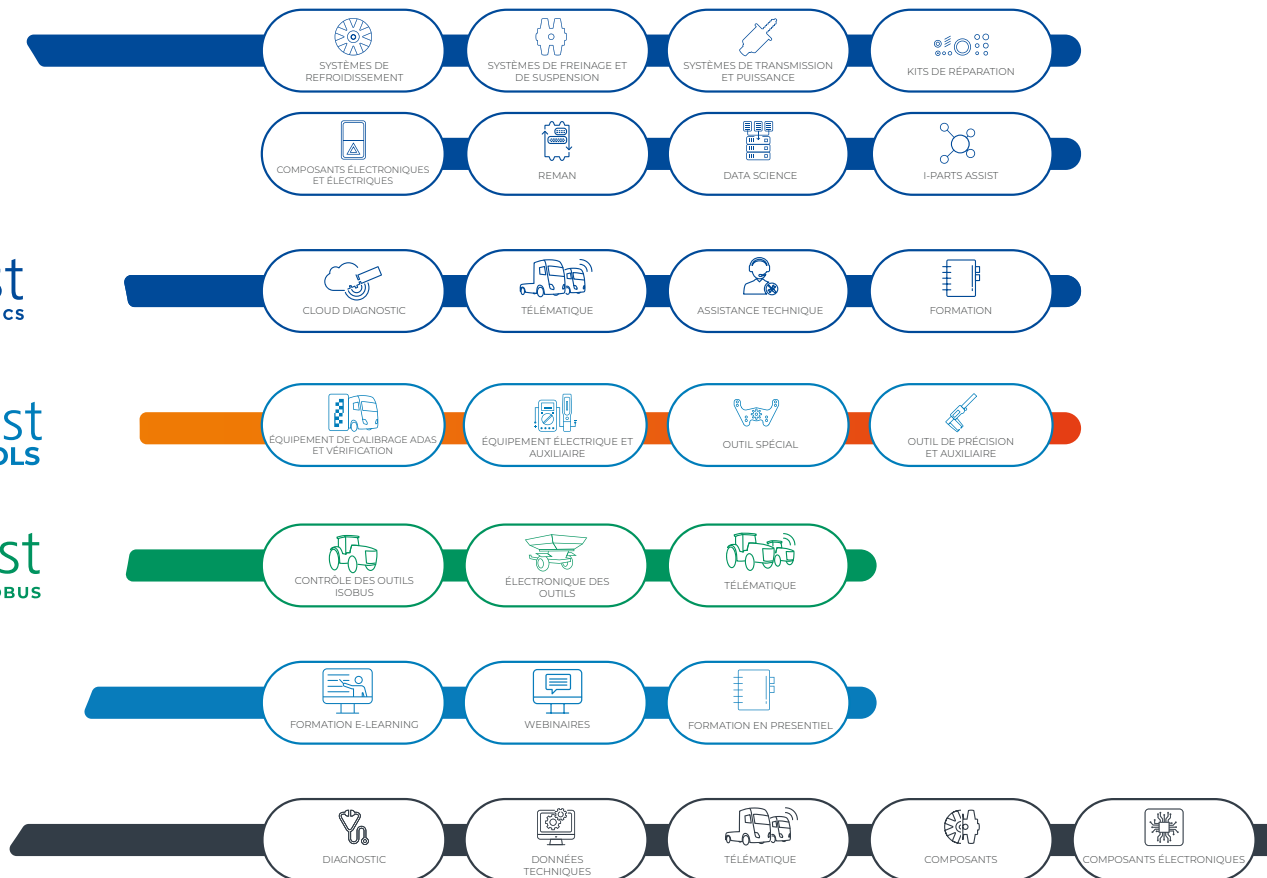 SYSTÈMES DE
REFROIDISSEMENT
SYSTÈMES DE FREINAGE ET
DE SUSPENSION
SYSTÈMES DE TRANSMISSION
ET PUISSANCE
KITS DE RÉPARATION
COMPOSANTS ÉLECTRONIQUES
ET ÉLECTRIQUES
REMAN
DATA SCIENCE
I-PARTS ASSIST
st
CS
CLOUD DIAGNOSTIC
TÉLÉMATIQUE
ASSISTANCE TECHNIQUE
FORMATION
st
OLS
ÉQUIPEMENT DE CALIBRAGE ADAS
ET VÉRIFICATION
ÉQUIPEMENT ÉLECTRIQUE ET
AUXILIAIRE
OUTIL SPÉCIAL
OUTIL DE PRÉCISION
ET AUXILIAIRE
st
OBUS
CONTRÔLE DES OUTILS
ISOBUS
ÉLECTRONIQUE DES
OUTILS
TÉLÉMATIQUE
FORMATION E-LEARNING
WEBINAIRES
FORMATION EN PRESENTIEL
DIAGNOSTIC
DONNÉES
TECHNIQUES
TÉLÉMATIQUE
COMPOSANTS
COMPOSANTS ÉLECTRONIQUES